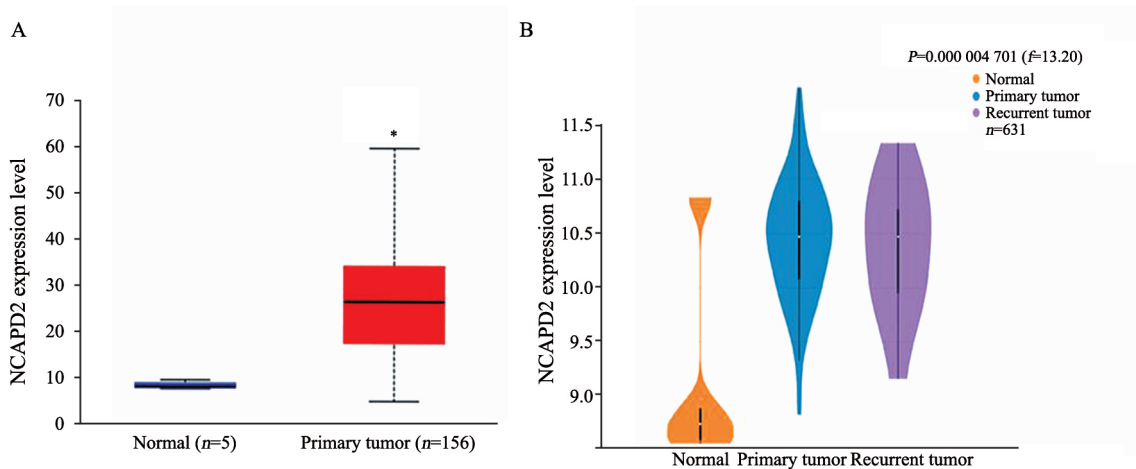 A
NCAPD2 expression level
70
60
50
40
30
20
10
0
*
Normal (n=5)
Primary tumor (n=156)
B
P=0.000 004 701 (f=13.20)
Normal
Primary tumor
Recurrent tumor
n=631
NCAPD2 expression level
11.5
11.0
10.5
10.0
9.5
9.0
Normal Primary tumor Recurrent tumor